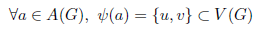 ∀a ∈ A(G), ψ(a) = {u, v} ⊂ V(G)